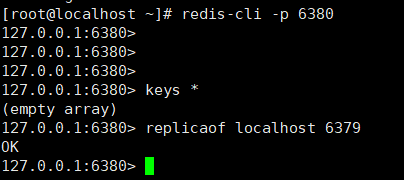 [root@localhost ~]# redis-cli -p 6380
127.0.0.1:6380>
127.0.0.1:6380>
127.0.0.1:6380>
127.0.0.1:6380> keys *
(empty array)
127.0.0.1:6380> replicaof localhost 6379
OK
127.0.0.1:6380>